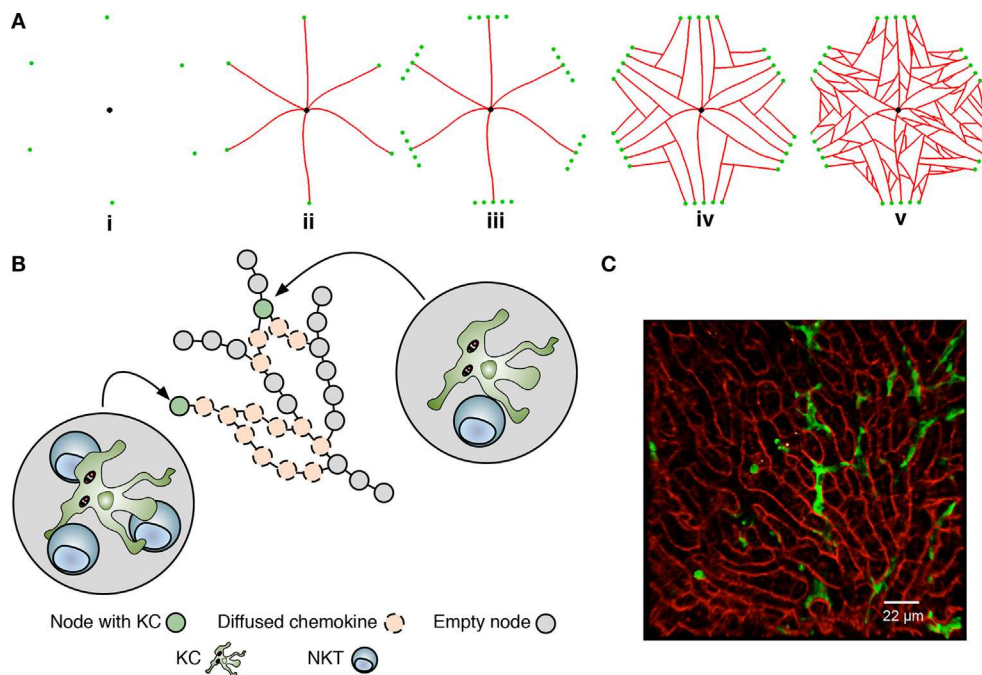 A
i
ii
iii
iv
v
B
C
22 µm
Node with KC
Diffused chemokine
Empty node
KC
NKT